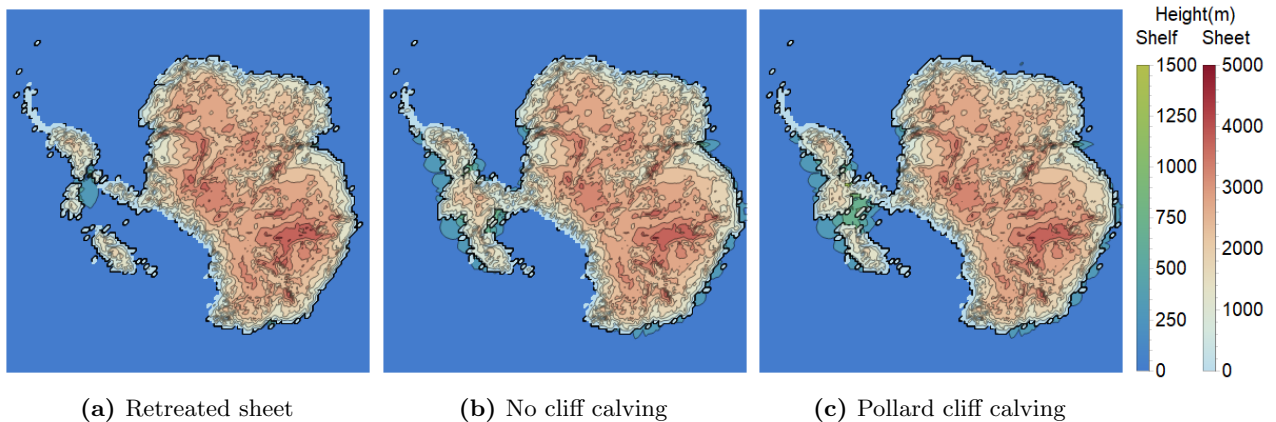 Height(m)
Shelf Sheet
1500 5000
1250
4000
1000
3000
750
2000
500
1000
250
0 0
(a) Retreated sheet
(b) No cliff calving
(c) Pollard cliff calving